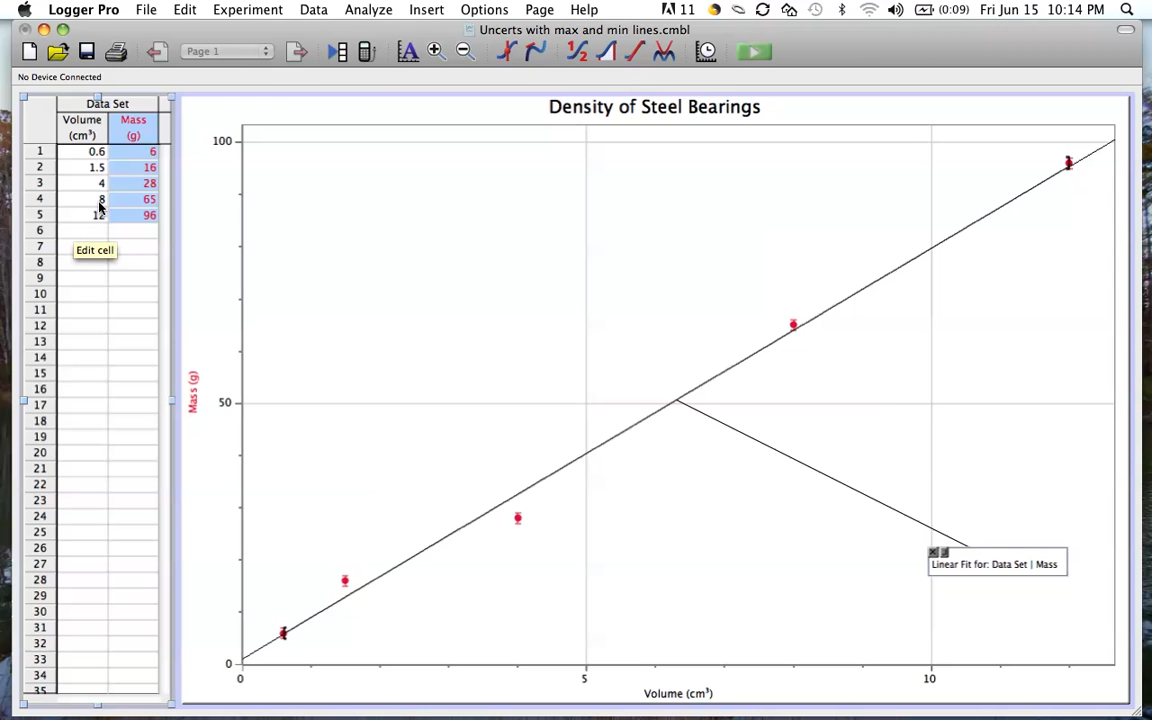 Logger Pro File Edit Experiment Data Analyze Insert Options Page Help 11 (0:09) Fri Jun 15 10:14 PM
Uncerts with max and min lines.cmbl
Page 1
No Device Connected
Data Set
Volume Mass
(cm³) (g)
1 0.6 6
2 1.5 16
3 4 28
4 8 65
5 12 96
6
7
Edit cell
8
9
10
11
12
13
14
15
16
17
18
19
20
21
22
23
24
25
26
27
28
29
30
31
32
33
34
35
Density of Steel Bearings
100
50
0
Mass (g)
0 5 10
Volume (cm³)
Linear Fit for: Data Set | Mass